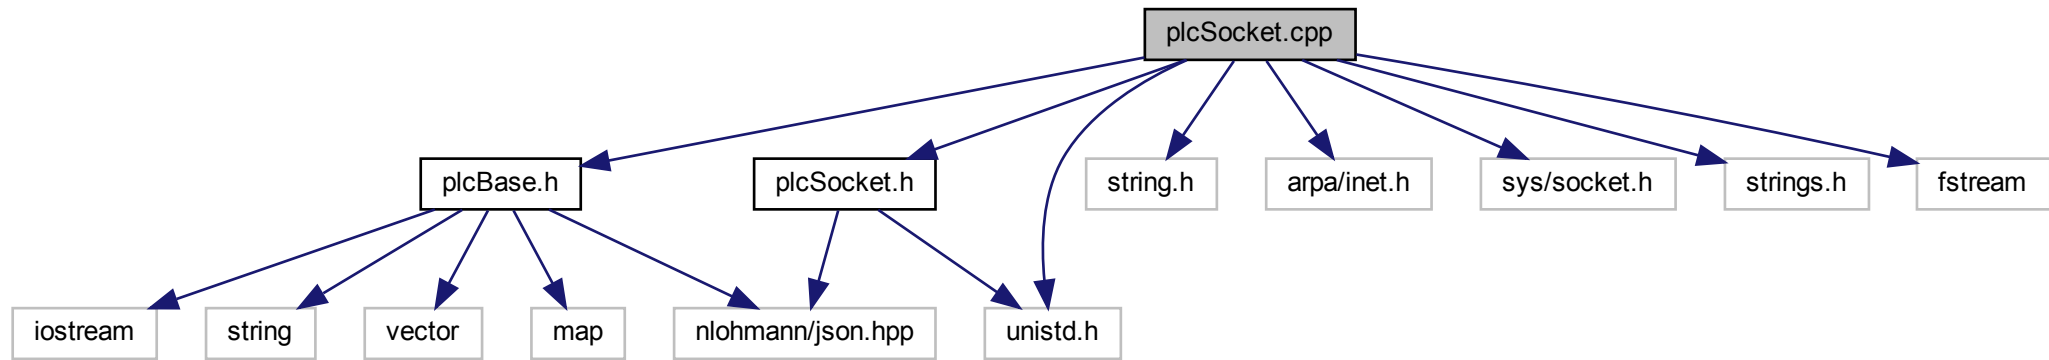 plcSocket.cpp
plcBase.h
plcSocket.h
string.h
arpa/inet.h
sys/socket.h
strings.h
fstream
iostream
string
vector
map
nlohmann/json.hpp
unistd.h